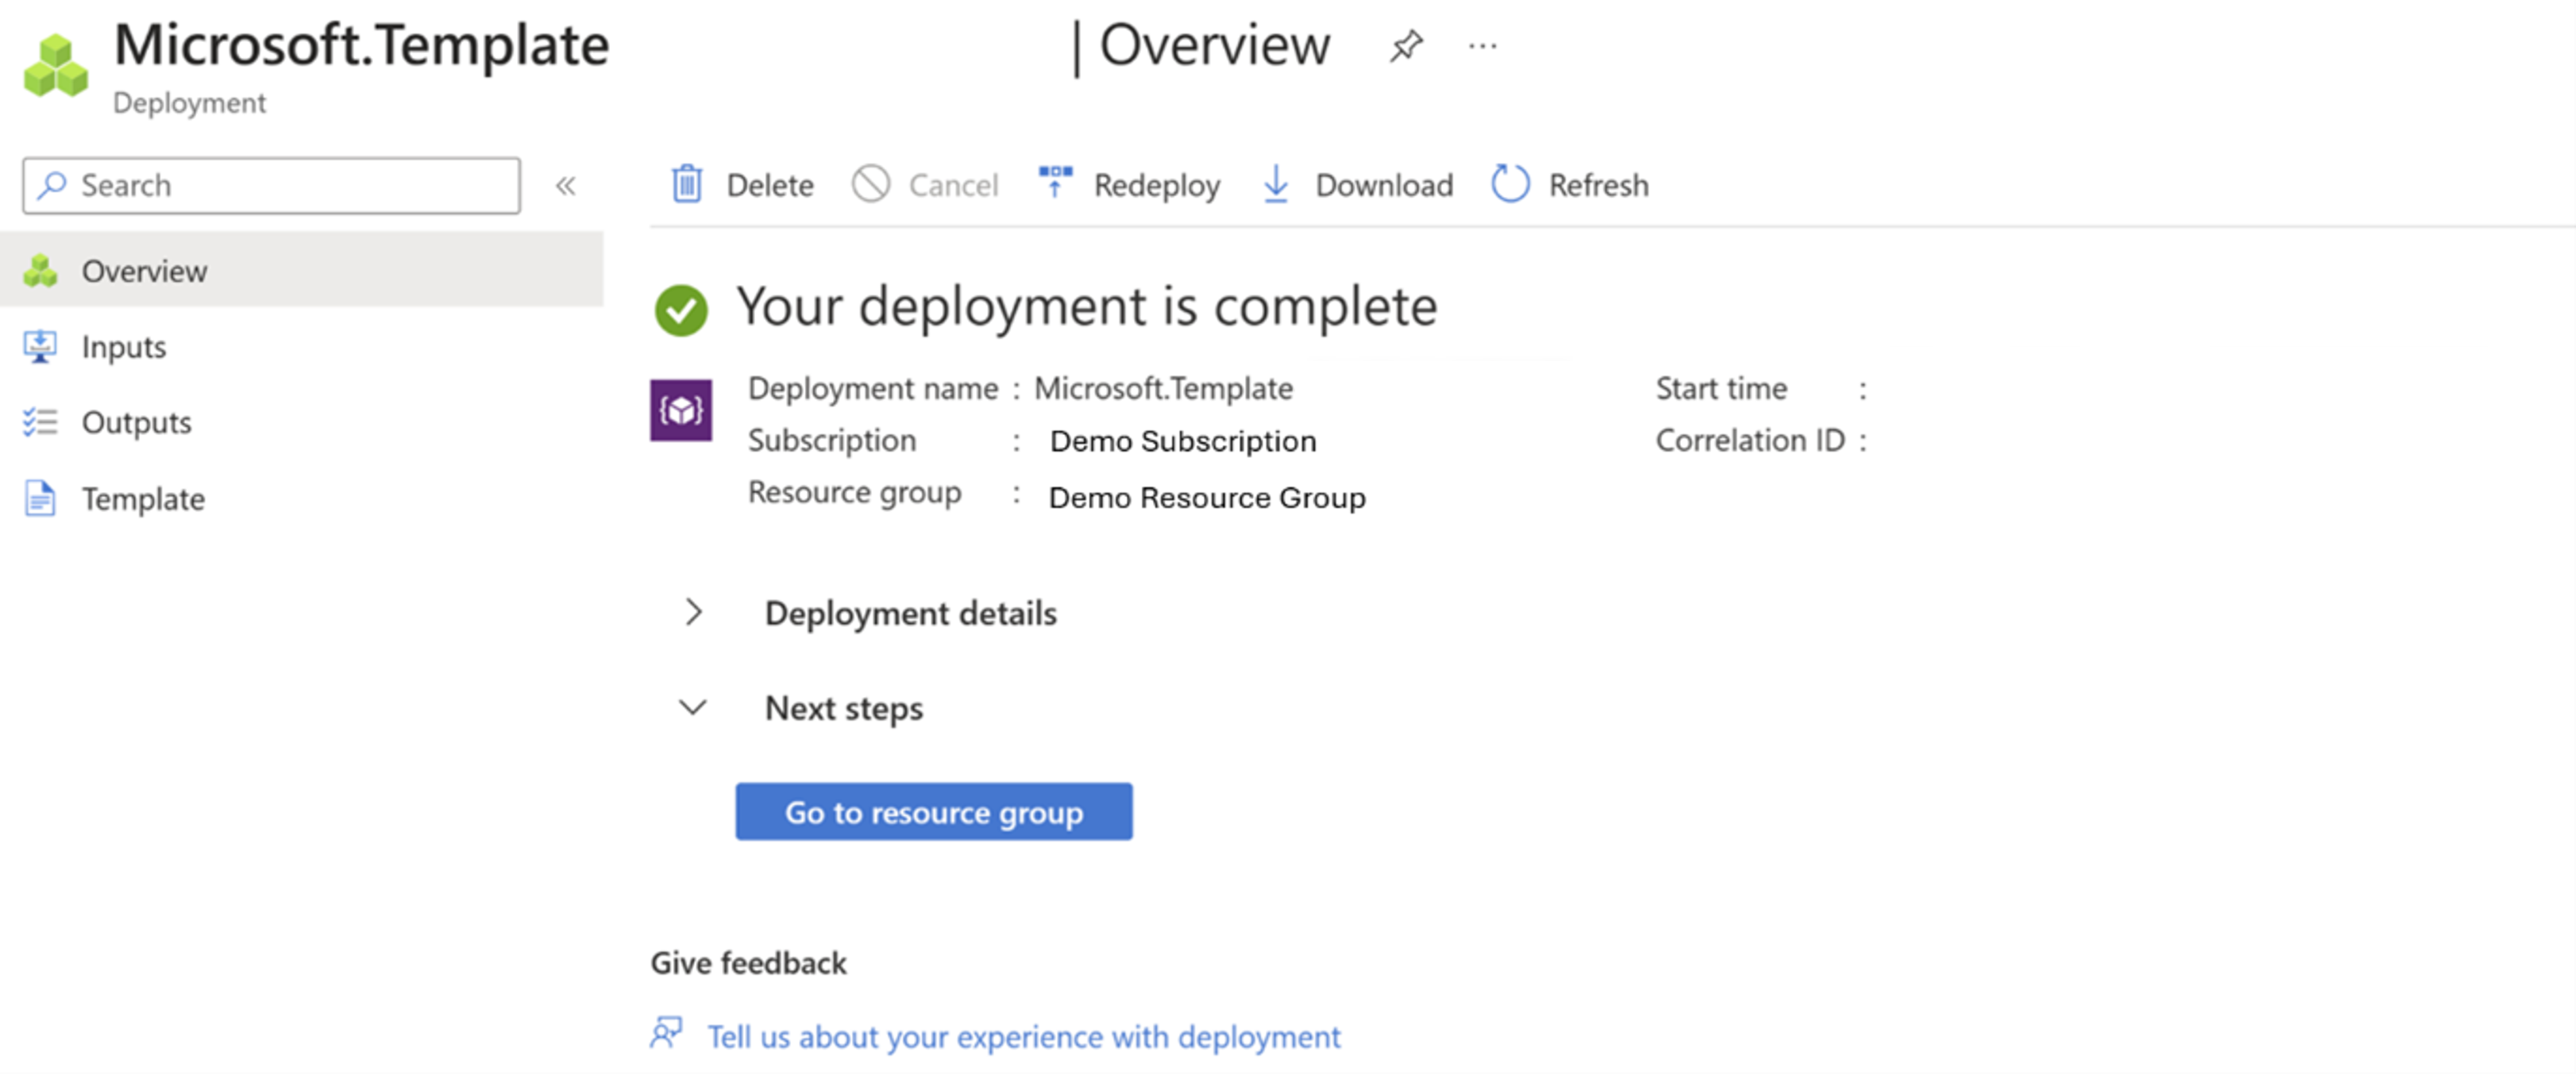 Microsoft.Template | Overview ...
Deployment
Search «
Delete Cancel Redeploy Download Refresh
Overview
Inputs
Outputs
Template
Your deployment is complete
Deployment name : Microsoft.Template
Subscription : Demo Subscription
Resource group : Demo Resource Group
Start time :
Correlation ID :
Deployment details
Next steps
Go to resource group
Give feedback
Tell us about your experience with deployment